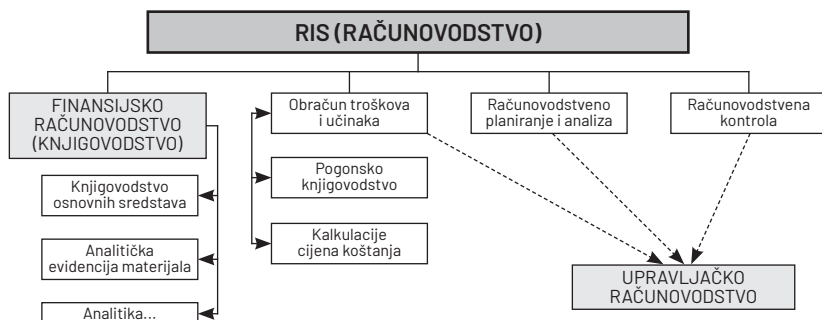 RIS (RAČUNOVODSTVO)
FINANSIJSKO
RAČUNOVODSTVO
(KNJIGOVODSTVO)
Obračun troškova
i učinaka
Računovodstveno
planiranje i analiza
Računovodstvena
kontrola
Knjigovodstvo
osnovnih sredstava
Pogonsko
knjigovodstvo
Analitička
evidencija materijala
Kalkulacije
cijena koštanja
Analitika...
UPRAVLJAČKO
RAČUNOVODSTVO